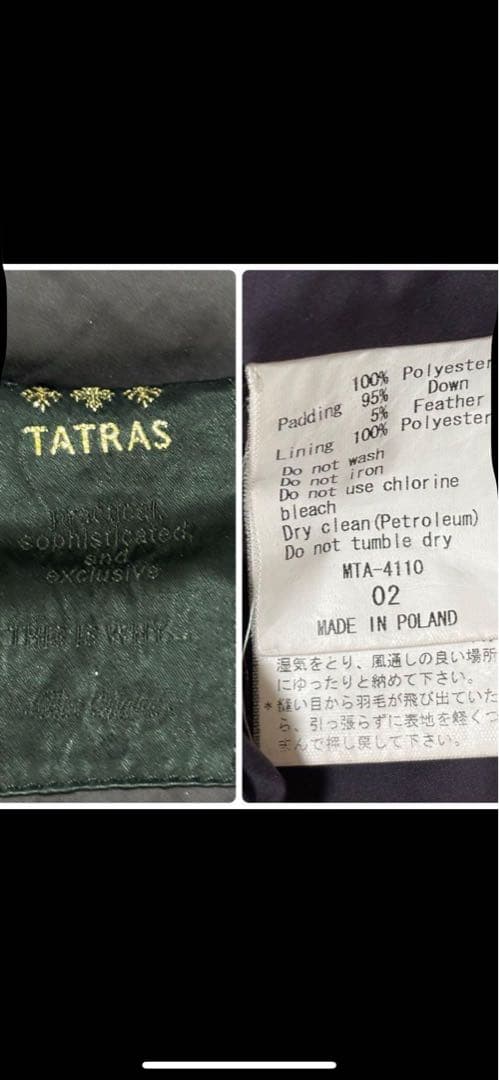 TATRAS
practical,
sophisticated,
and
exclusive
100% Polyester
Padding 95% Down
5% Feather
Lining 100% Polyester
Do not wash
Do not iron
Do not use chlorine
bleach
Dry clean(Petroleum)
Do not tumble dry
MTA-4110
02
MADE IN POLAND
湿気をとり、風通しの良い場所
にゆったりと納めて下さい。
*縫い目から羽毛が飛び出ていた
ら、引っ張らずに表地を軽くつ
まんで押し戻して下さい。